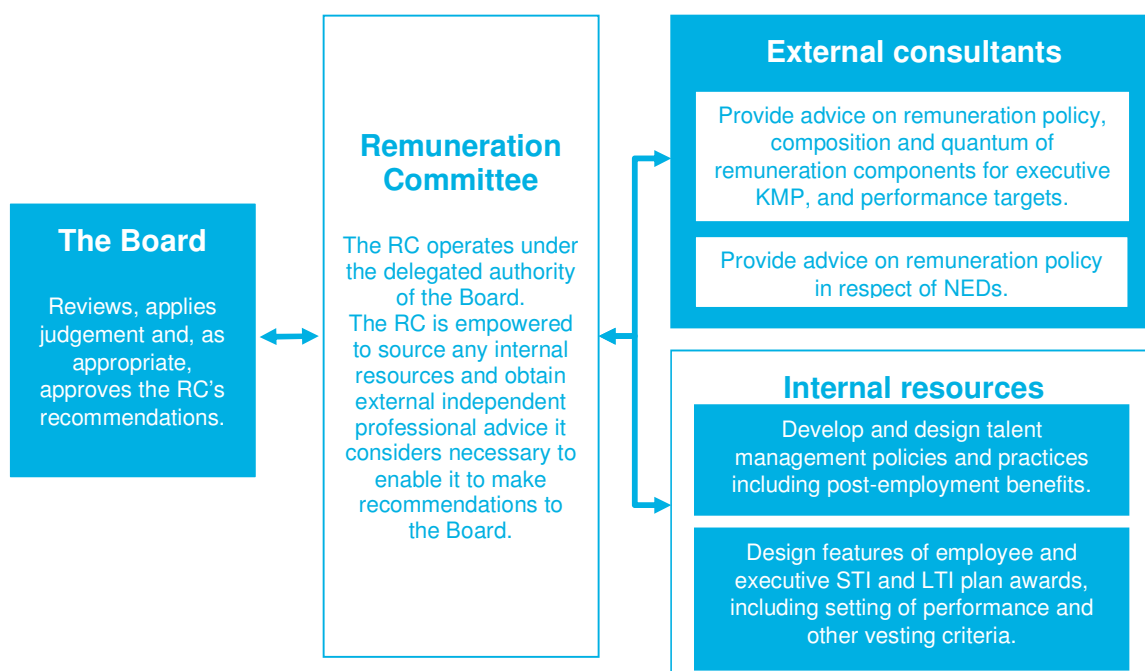 The Board
Reviews, applies
judgement and, as
appropriate,
approves the RC's
recommendations.
Remuneration
Committee
The RC operates under
the delegated authority
of the Board.
The RC is empowered
to source any internal
resources and obtain
external independent
professional advice it
considers necessary to
enable it to make
recommendations to
the Board.
External consultants
Provide advice on remuneration policy,
composition and quantum of
remuneration components for executive
KMP, and performance targets.
Provide advice on remuneration policy
in respect of NEDs.
Internal resources
Develop and design talent
management policies and practices
including post-employment benefits.
Design features of employee and
executive STI and LTI plan awards,
including setting of performance and
other vesting criteria.